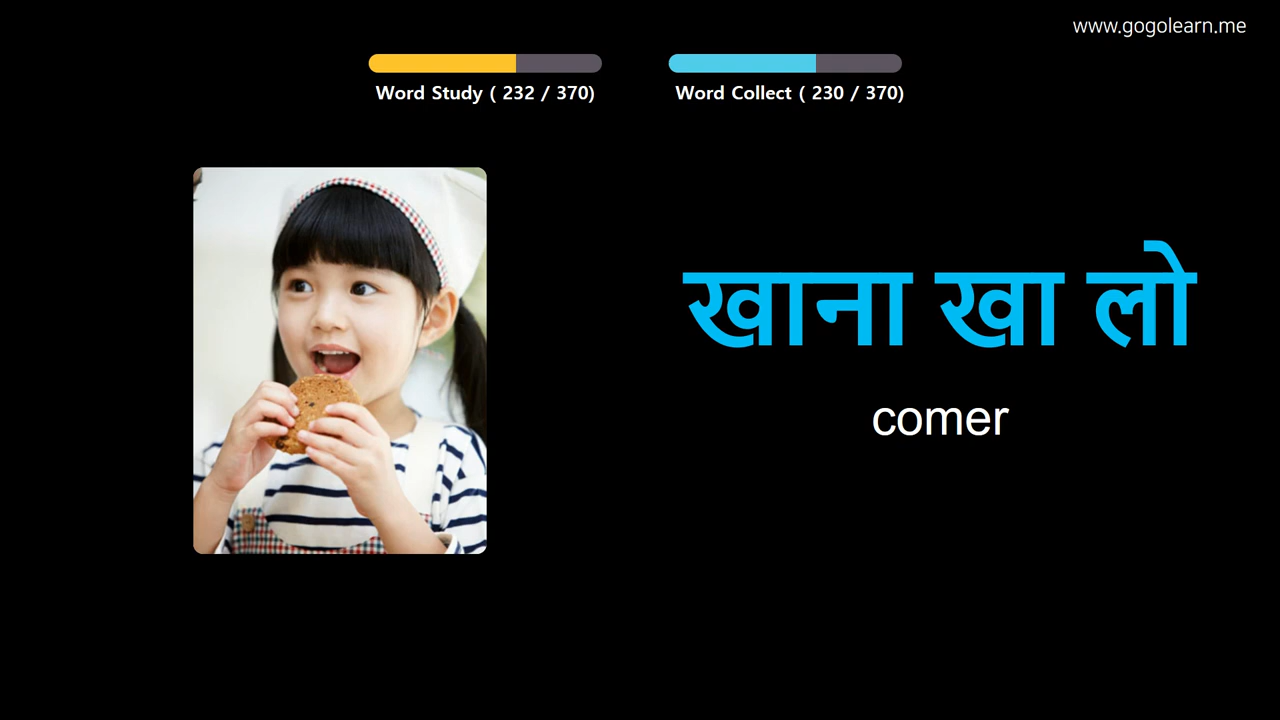 www.gogolearn.me
Word Study ( 232 / 370)
Word Collect ( 230 / 370)
खाना खा लो
comer